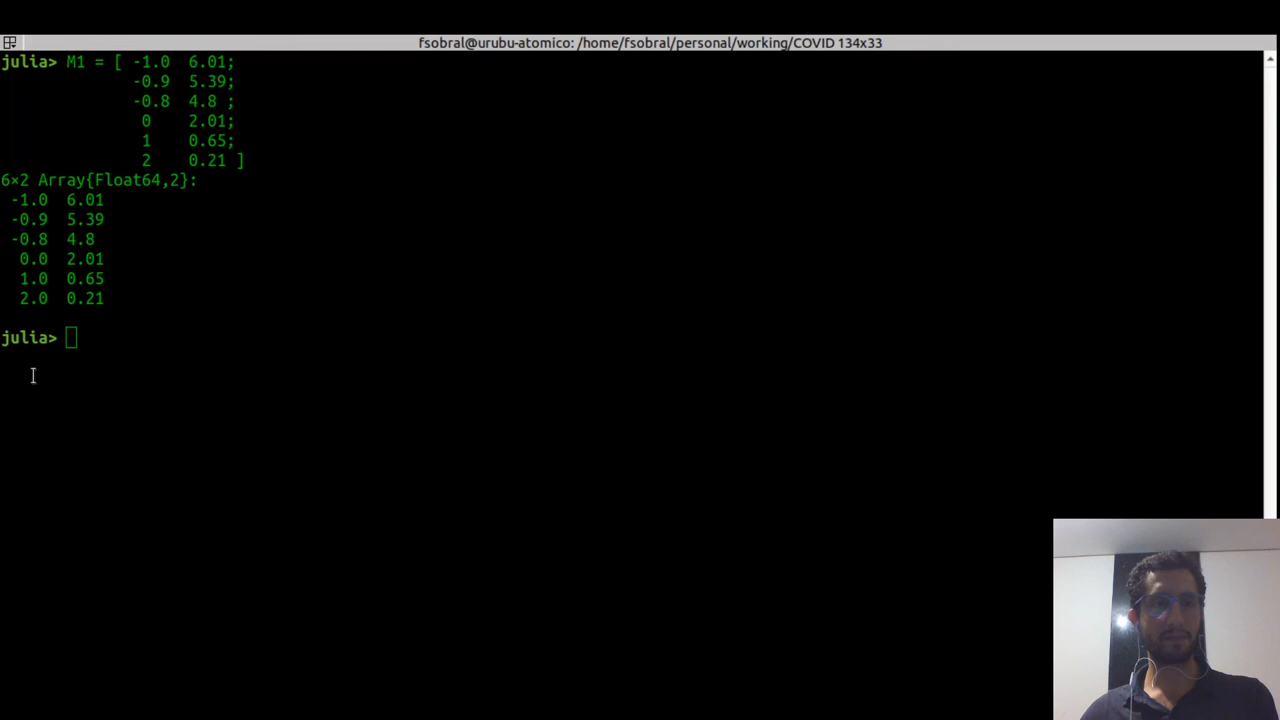 fsobral@urubu-atomico: /home/fsobral/personal/working/COVID 134x33
julia> M1 = [ -1.0  6.01;
-0.9  5.39;
-0.8  4.8 ;
0    2.01;
1    0.65;
2    0.21 ]
6×2 Array{Float64,2}:
-1.0  6.01
-0.9  5.39
-0.8  4.8
0.0  2.01
1.0  0.65
2.0  0.21
julia>